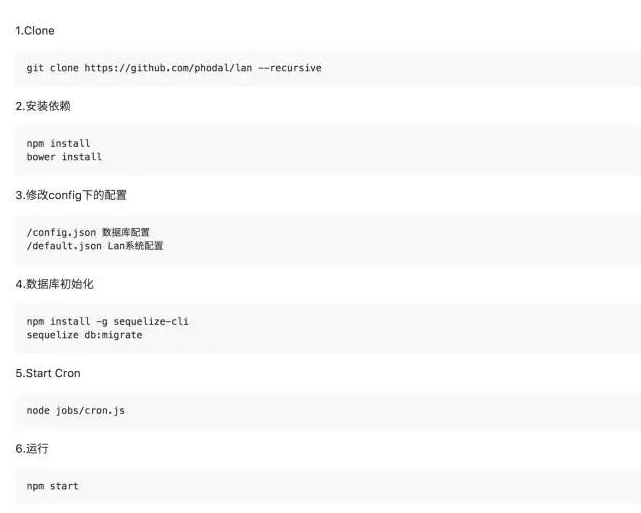 1.Clone
git clone https://github.com/phodal/lan --recursive
2.安装依赖
npm install
bower install
3.修改config下的配置
/config.json 数据库配置
/default.json Lan系统配置
4.数据库初始化
npm install -g sequelize-cli
sequelize db:migrate
5.Start Cron
node jobs/cron.js
6.运行
npm start